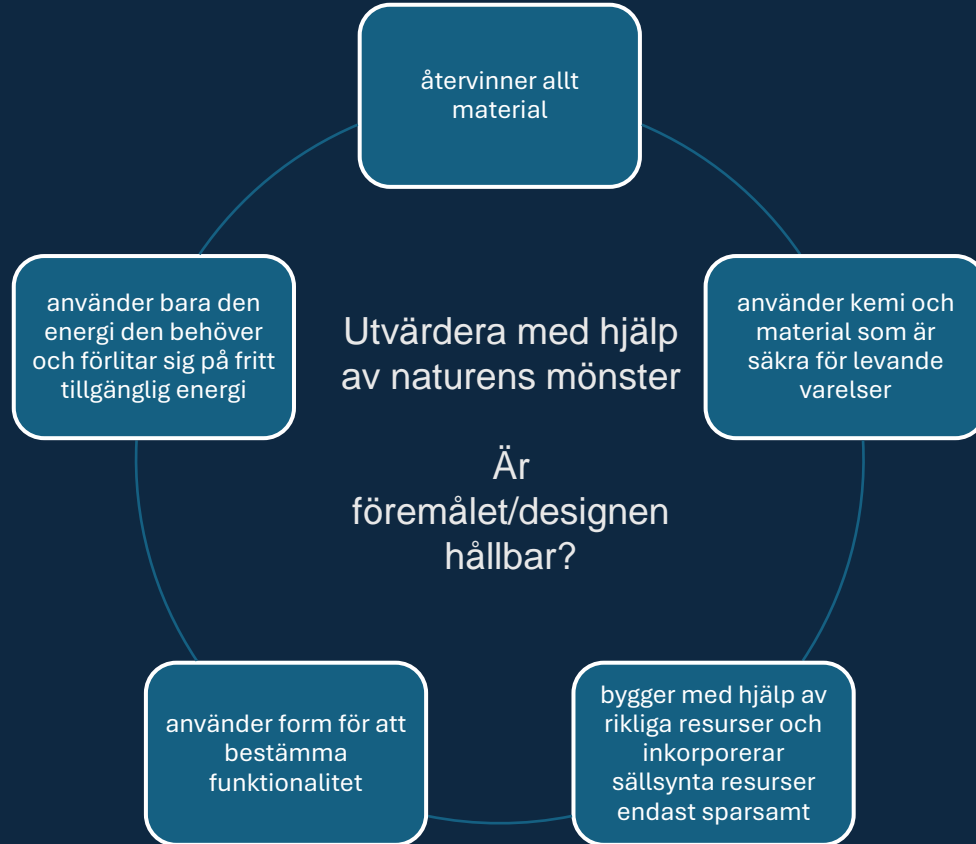 återvinner allt
material
använder bara den
energi den behöver
och förlitar sig på fritt
tillgänglig energi
Utvärdera med hjälp
av naturens mönster
Är
föremålet/designen
hållbar?
använder kemi och
material som är
säkra för levande
varelser
använder form för att
bestämma
funktionalitet
bygger med hjälp av
rikliga resurser och
inkorporerar
sällsynta resurser
endast sparsamt